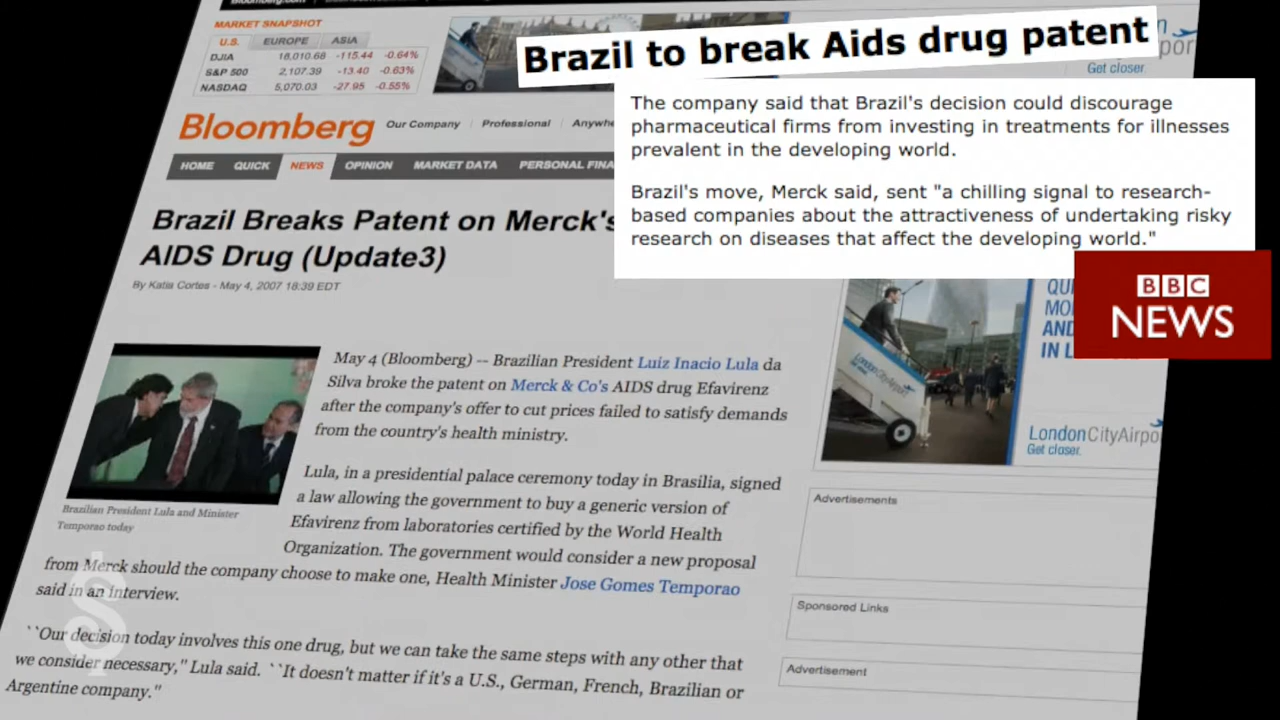 Bloomberg.com
MARKET SNAPSHOT
U.S. EUROPE ASIA
DJIA 18,010.68 -115.44 -0.64%
S&P 500 2,107.39 -13.40 -0.63%
NASDAQ 5,070.03 -27.95 -0.55%
Get closer.
Brazil to break Aids drug patent
The company said that Brazil's decision could discourage
pharmaceutical firms from investing in treatments for illnesses
prevalent in the developing world.
Brazil's move, Merck said, sent "a chilling signal to research-
based companies about the attractiveness of undertaking risky
research on diseases that affect the developing world."
BBC
NEWS
Bloomberg
Our Company Professional Anywhe
HOME QUICK NEWS OPINION MARKET DATA PERSONAL FINA
Brazil Breaks Patent on Merck's
AIDS Drug (Update3)
By Katia Cortes - May 4, 2007 18:39 EDT
Brazilian President Lula and Minister
Temporao today
May 4 (Bloomberg) -- Brazilian President Luiz Inacio Lula da
Silva broke the patent on Merck & Co's AIDS drug Efavirenz
after the company's offer to cut prices failed to satisfy demands
from the country's health ministry.
Lula, in a presidential palace ceremony today in Brasilia, signed
a law allowing the government to buy a generic version of
Efavirenz from laboratories certified by the World Health
Organization. The government would consider a new proposal
from Merck should the company choose to make one, Health Minister Jose Gomes Temporao
said in an interview.
``Our decision today involves this one drug, but we can take the same steps with any other that
we consider necessary,'' Lula said. ``It doesn't matter if it's a U.S., German, French, Brazilian or
Argentine company.''
QU
MO
AND
IN L
London City Airport
LondonCityAirpo
Get closer.
Advertisements
Sponsored Links
Advertisement